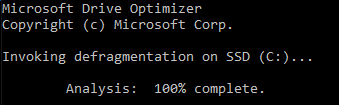 Microsoft Drive Optimizer
Copyright (c) Microsoft Corp.
Invoking defragmentation on SSD (C:)...
Analysis: 100% complete.